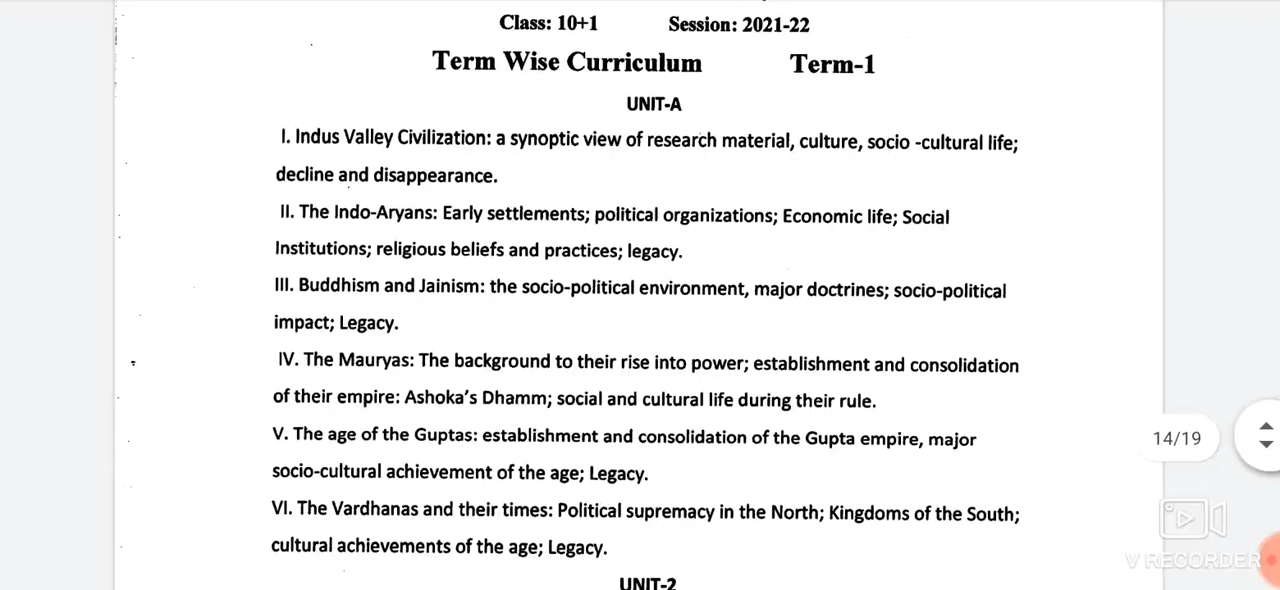 Class: 10+1 Session: 2021-22
Term Wise Curriculum Term-1
UNIT-A
I. Indus Valley Civilization: a synoptic view of research material, culture, socio -cultural life;
decline and disappearance.
II. The Indo-Aryans: Early settlements; political organizations; Economic life; Social
Institutions; religious beliefs and practices; legacy.
III. Buddhism and Jainism: the socio-political environment, major doctrines; socio-political
impact; Legacy.
IV. The Mauryas: The background to their rise into power; establishment and consolidation
of their empire: Ashoka's Dhamm; social and cultural life during their rule.
V. The age of the Guptas: establishment and consolidation of the Gupta empire, major
14/19
socio-cultural achievement of the age; Legacy.
VI. The Vardhanas and their times: Political supremacy in the North; Kingdoms of the South;
cultural achievements of the age; Legacy.
V RECORDER
UNIT-2